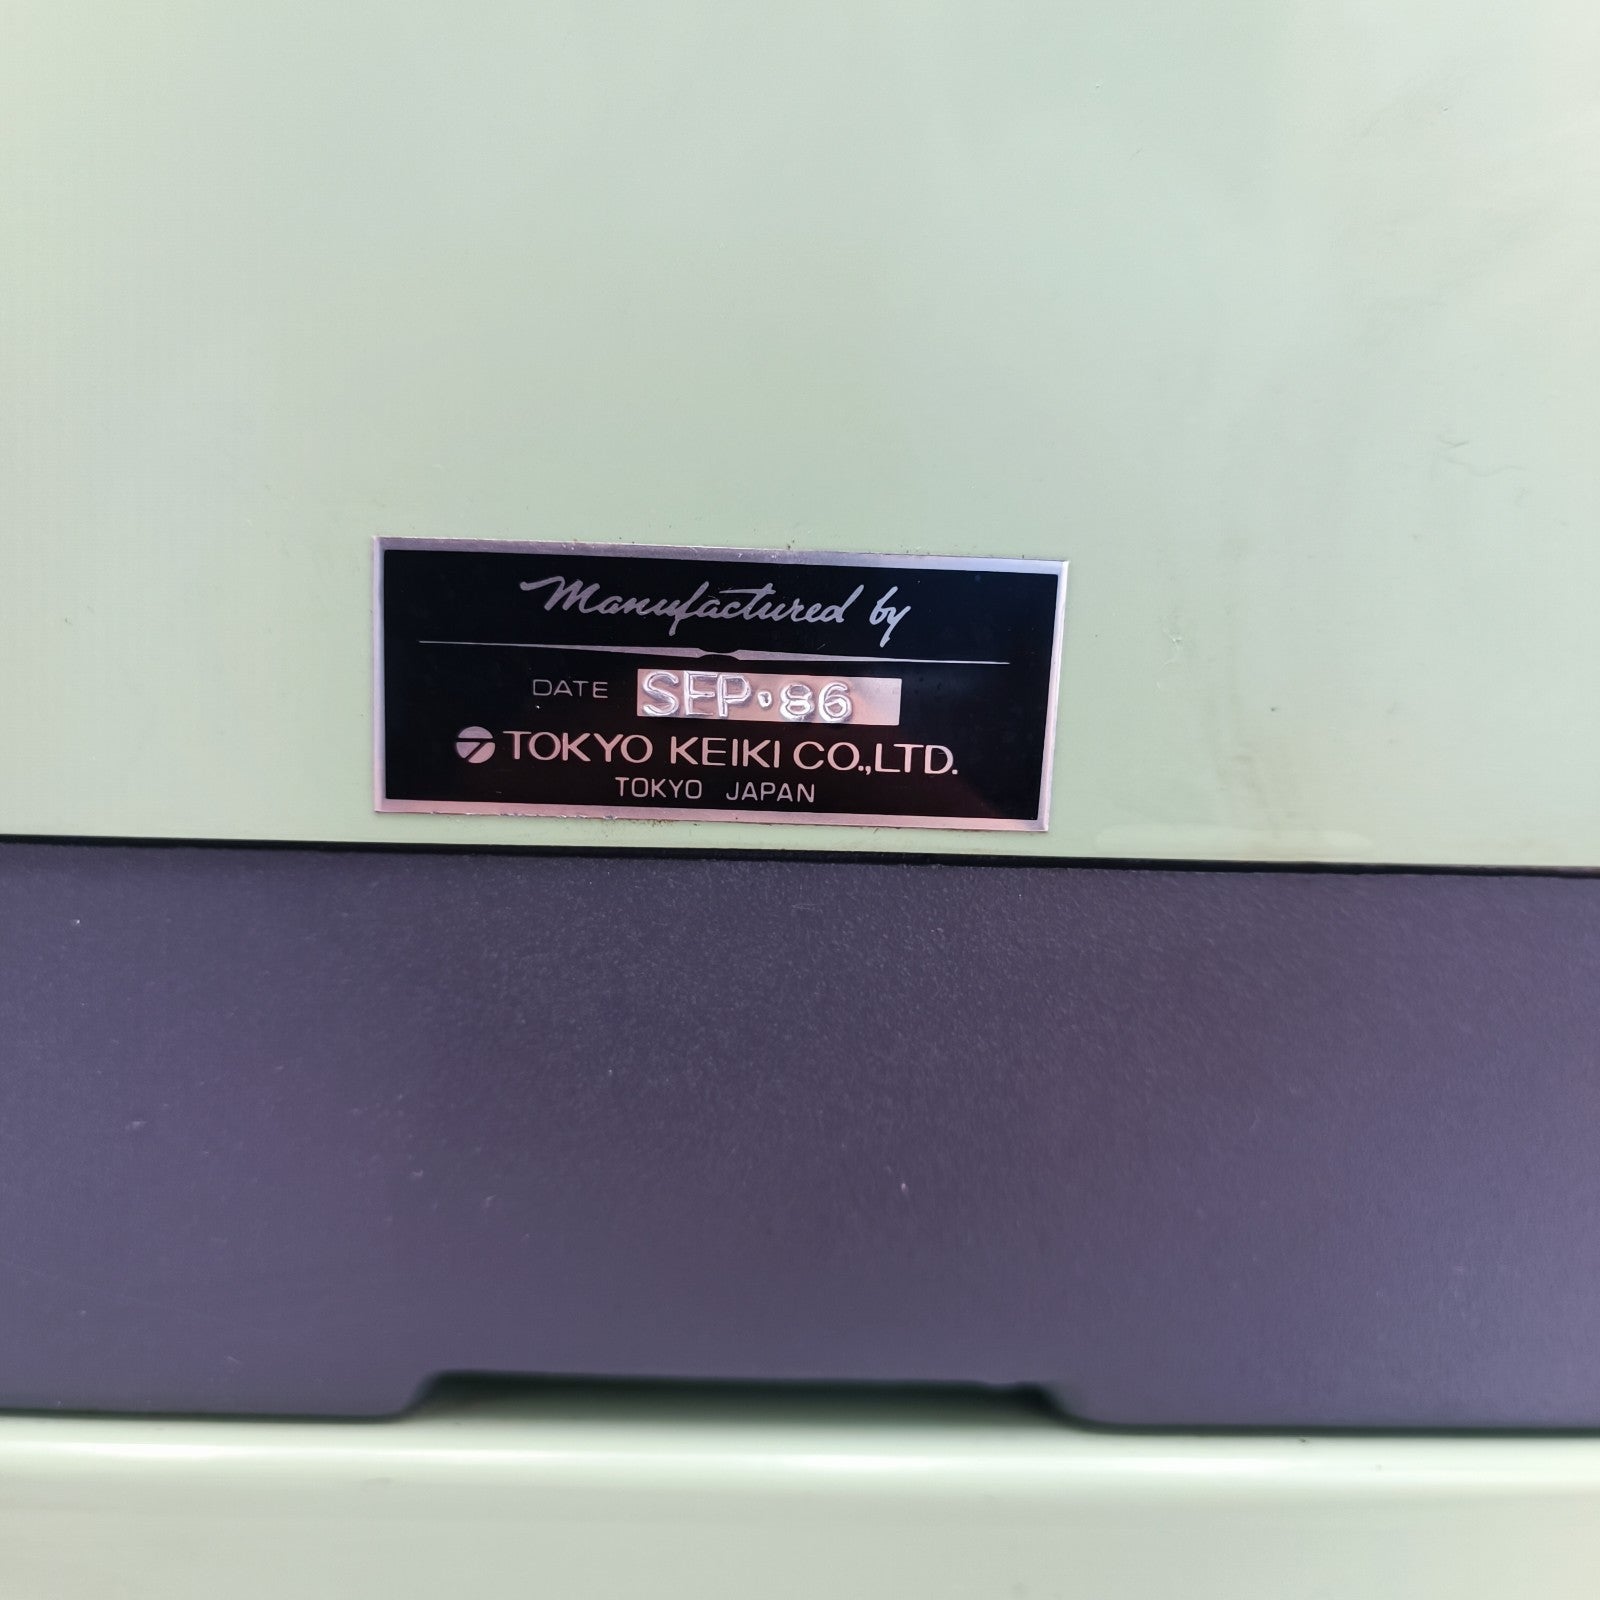 Manufactured by
DATE SEP.86
TOKYO KEIKI CO.,LTD.
TOKYO JAPAN